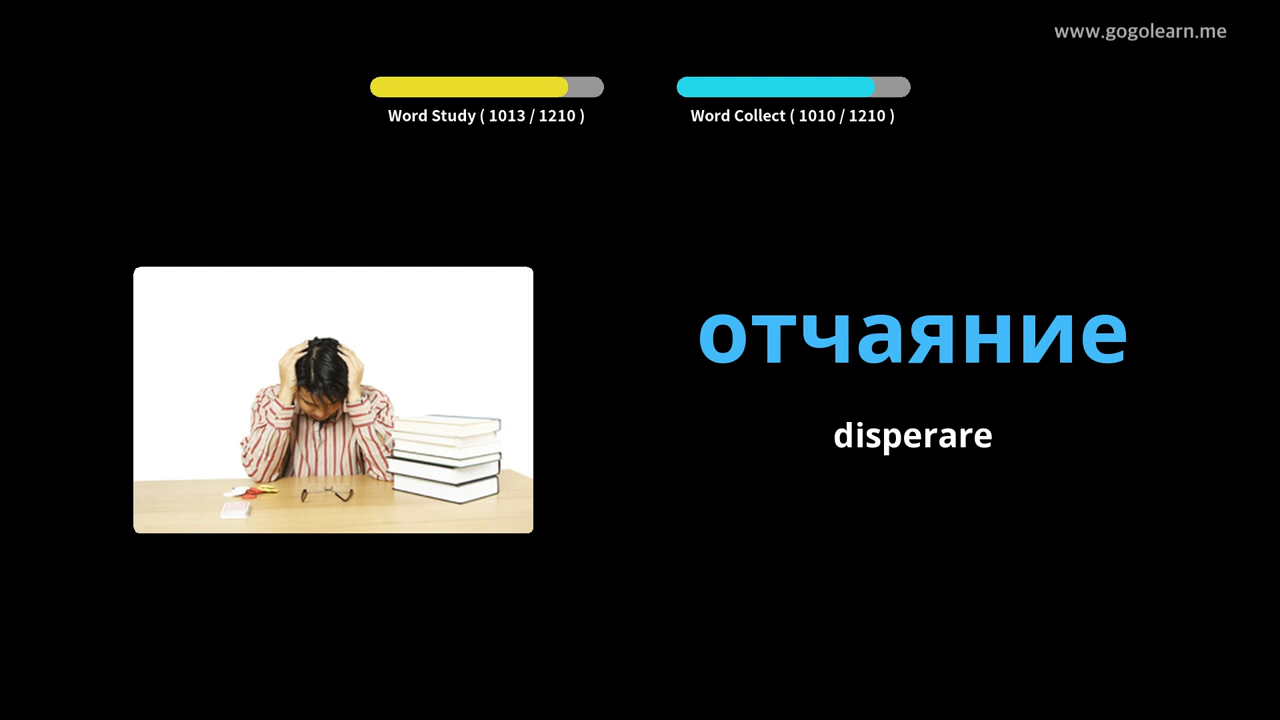 www.gogolearn.me
Word Study ( 1013 / 1210 )
Word Collect ( 1010 / 1210 )
отчаяние
disperare